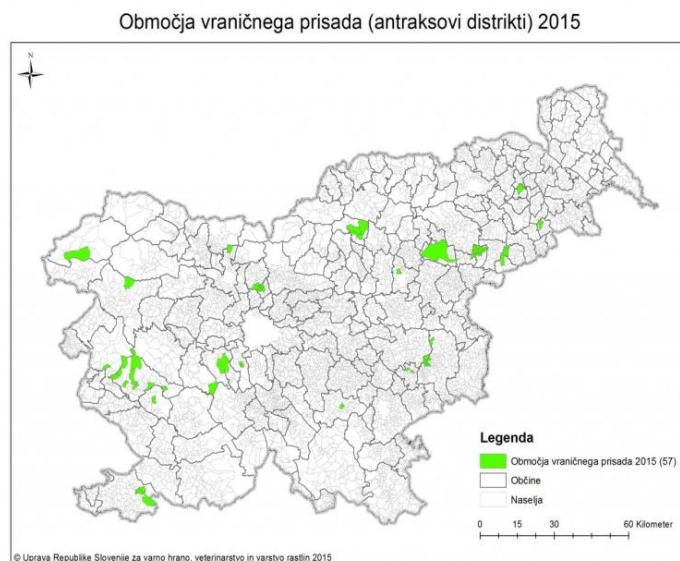 Območja vraničnega prisada (antraksovi distrikti) 2015
N
Legenda
Območja vraničnega prisada 2015 (57)
Občine
Naselja
0 15 30 60 Kilometer
© Uprava Republike Slovenije za varno hrano, veterinarstvo in varstvo rastlin 2015